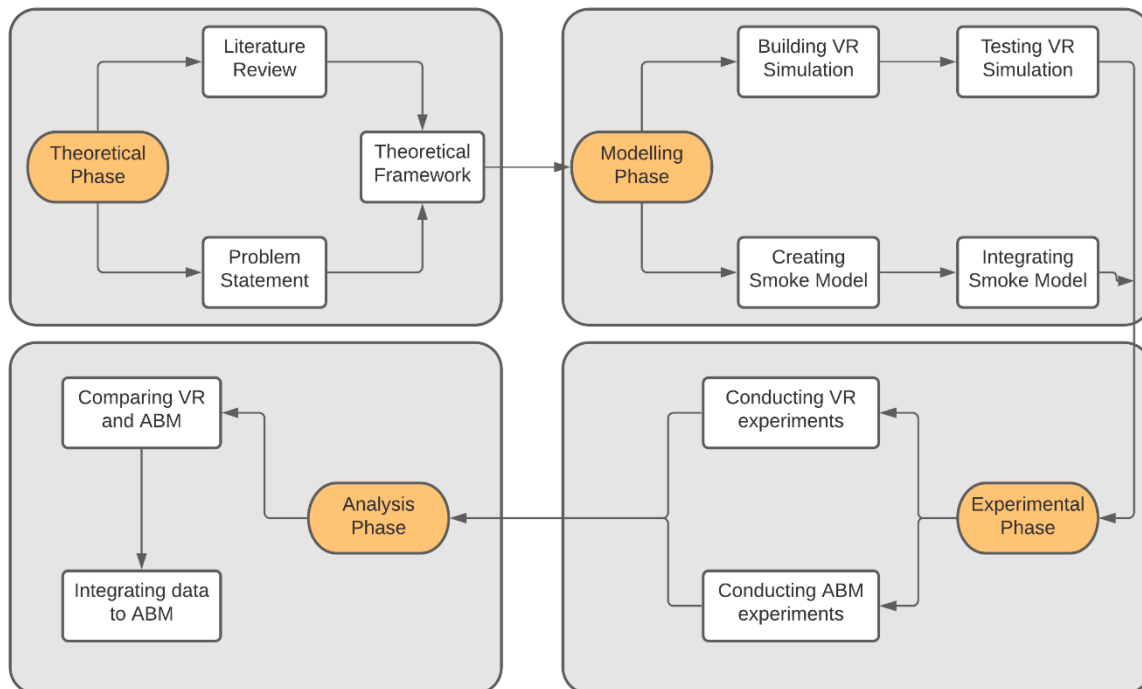 Literature
Review
Theoretical
Phase
Theoretical
Framework
Problem
Statement
Building VR
Simulation
Testing VR
Simulation
Modelling
Phase
Creating
Smoke Model
Integrating
Smoke Model
Comparing VR
and ABM
Analysis
Phase
Integrating data
to ABM
Conducting VR
experiments
Experimental
Phase
Conducting ABM
experiments